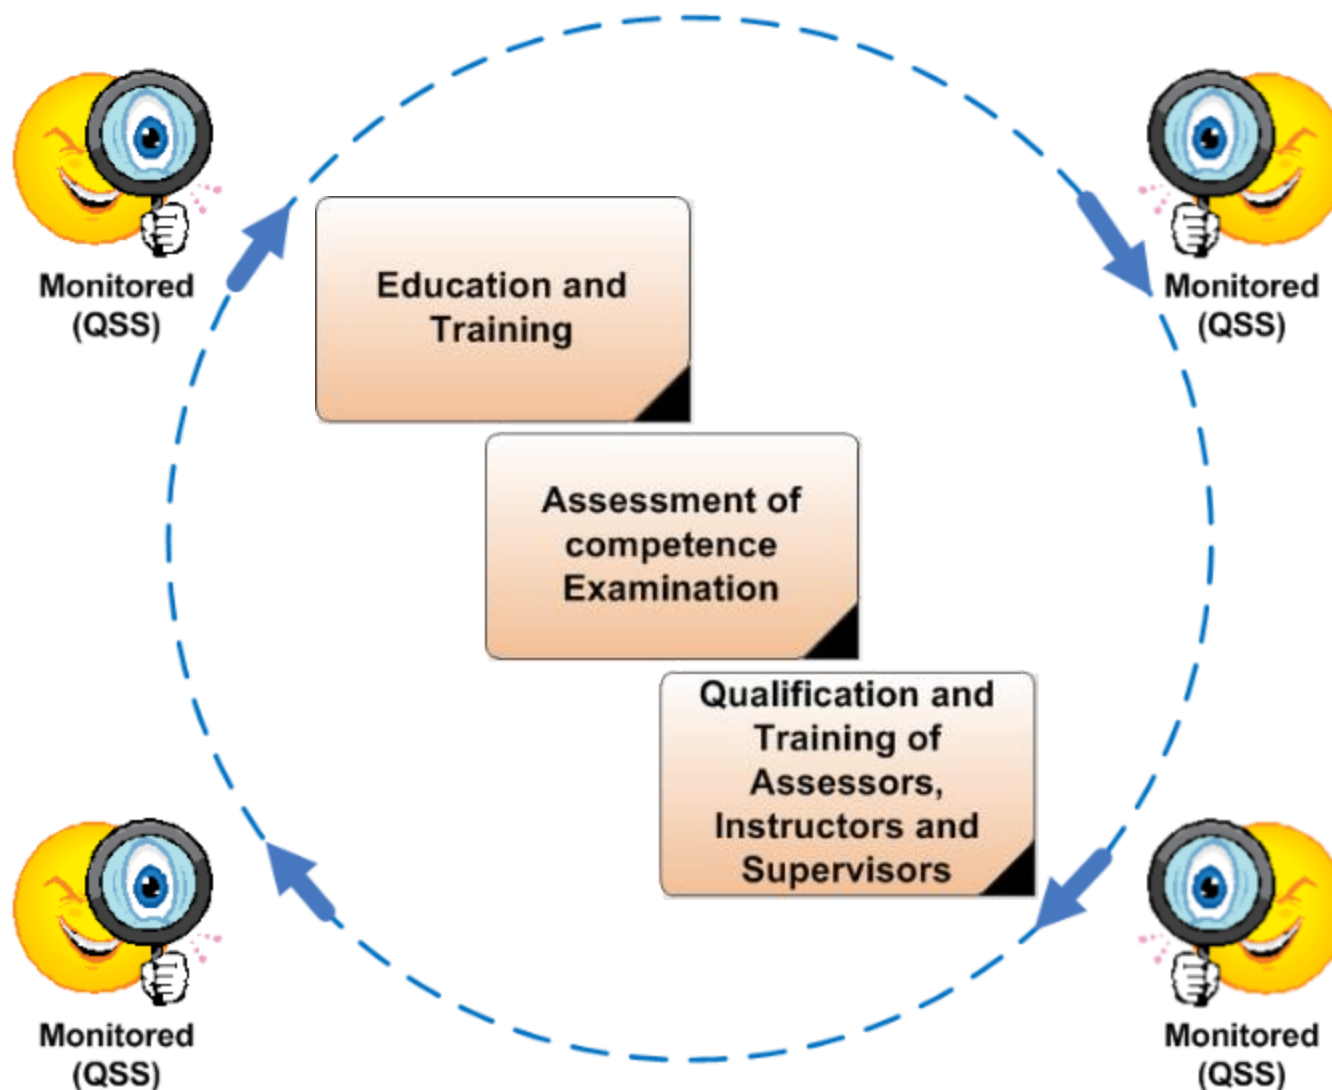 Monitored
(QSS)
Monitored
(QSS)
Education and
Training
Assessment of
competence
Examination
Qualification and
Training of
Assessors,
Instructors and
Supervisors
Monitored
(QSS)
Monitored
(QSS)